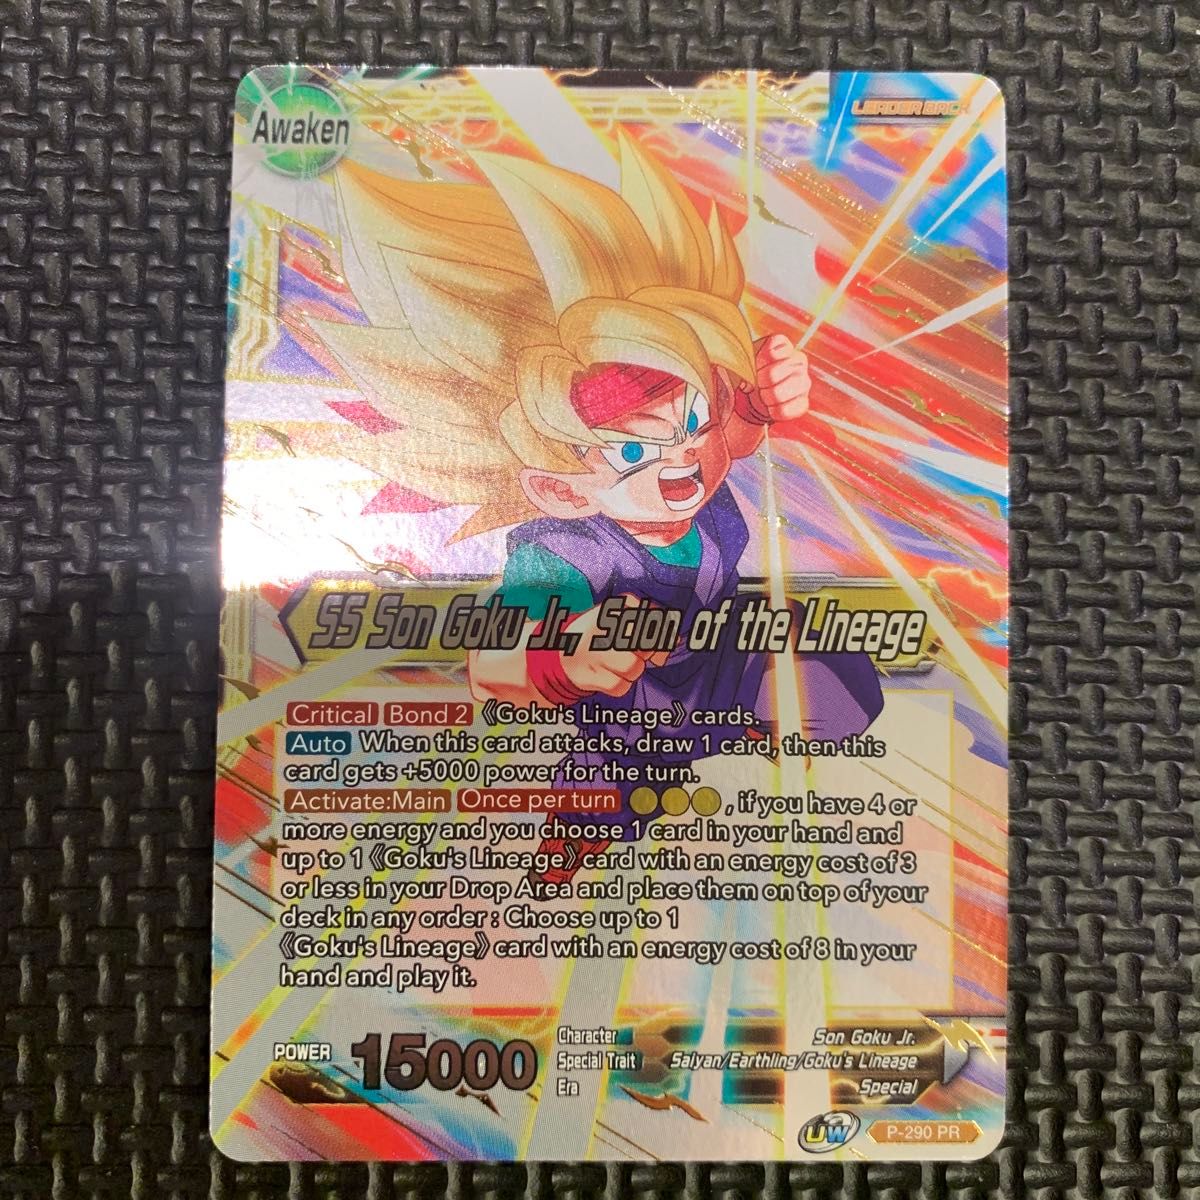 Awaken
LEADER BACK
SS Son Goku Jr., Scion of the Lineage
Critical Bond 2 《Goku's Lineage》 cards.
Auto When this card attacks, draw 1 card, then this
card gets +5000 power for the turn.
Activate:Main Once per turn , if you have 4 or
more energy and you choose 1 card in your hand and
up to 1 《Goku's Lineage》 card with an energy cost of 3
or less in your Drop Area and place them on top of your
deck in any order : Choose up to 1
《Goku's Lineage》 card with an energy cost of 8 in your
hand and play it.
POWER 15000
Character Son Goku Jr.
Special Trait Saiyan/Earthling/Goku's Lineage
Era Special
UW P-290 PR